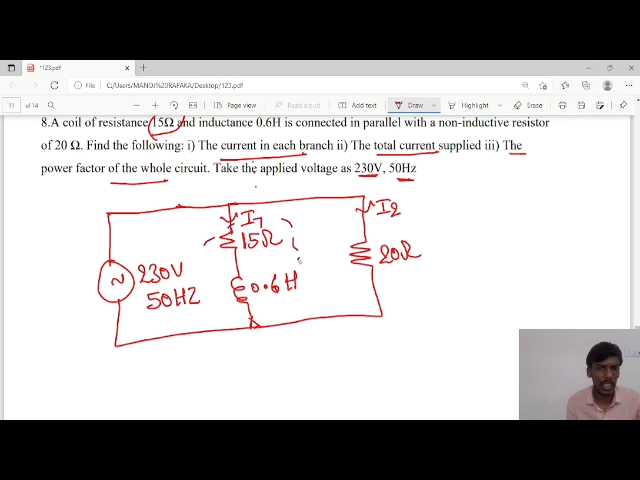 *123.pdf
File
C:/Users/MANOJ%20RAPAKA/Desktop/123.pdf
11 of 14
Page view
Read aloud
Add text
Draw
Highlight
Erase
8.A coil of resistance 15Ω and inductance 0.6H is connected in parallel with a non-inductive resistor
of 20 Ω. Find the following: i) The current in each branch ii) The total current supplied iii) The
power factor of the whole circuit. Take the applied voltage as 230V, 50Hz
I1
I2
15Ω
20Ω
230V
0.6H
50HZ